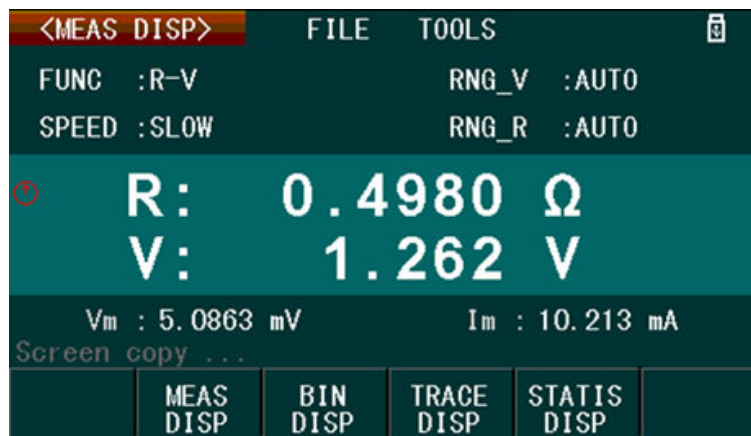 <MEAS DISP> FILE TOOLS
FUNC :R-V RNG_V :AUTO
SPEED :SLOW RNG_R :AUTO
R: 0.4980 Ω
V: 1.262 V
Vm : 5.0863 mV Im : 10.213 mA
Screen copy ...
MEAS DISP
BIN DISP
TRACE DISP
STATIS DISP